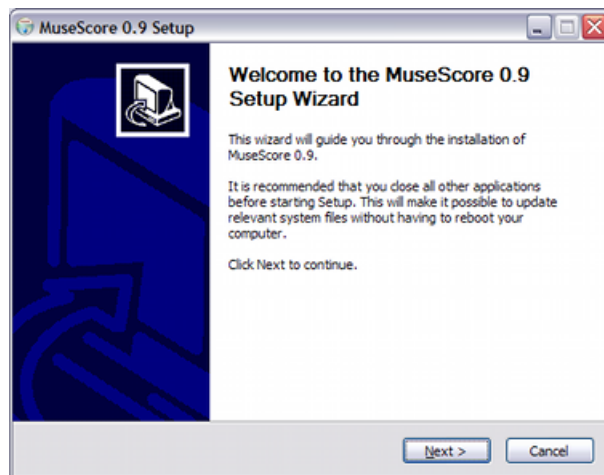 MuseScore 0.9 Setup
Welcome to the MuseScore 0.9
Setup Wizard
This wizard will guide you through the installation of
MuseScore 0.9.
It is recommended that you close all other applications
before starting Setup. This will make it possible to update
relevant system files without having to reboot your
computer.
Click Next to continue.
Next >
Cancel